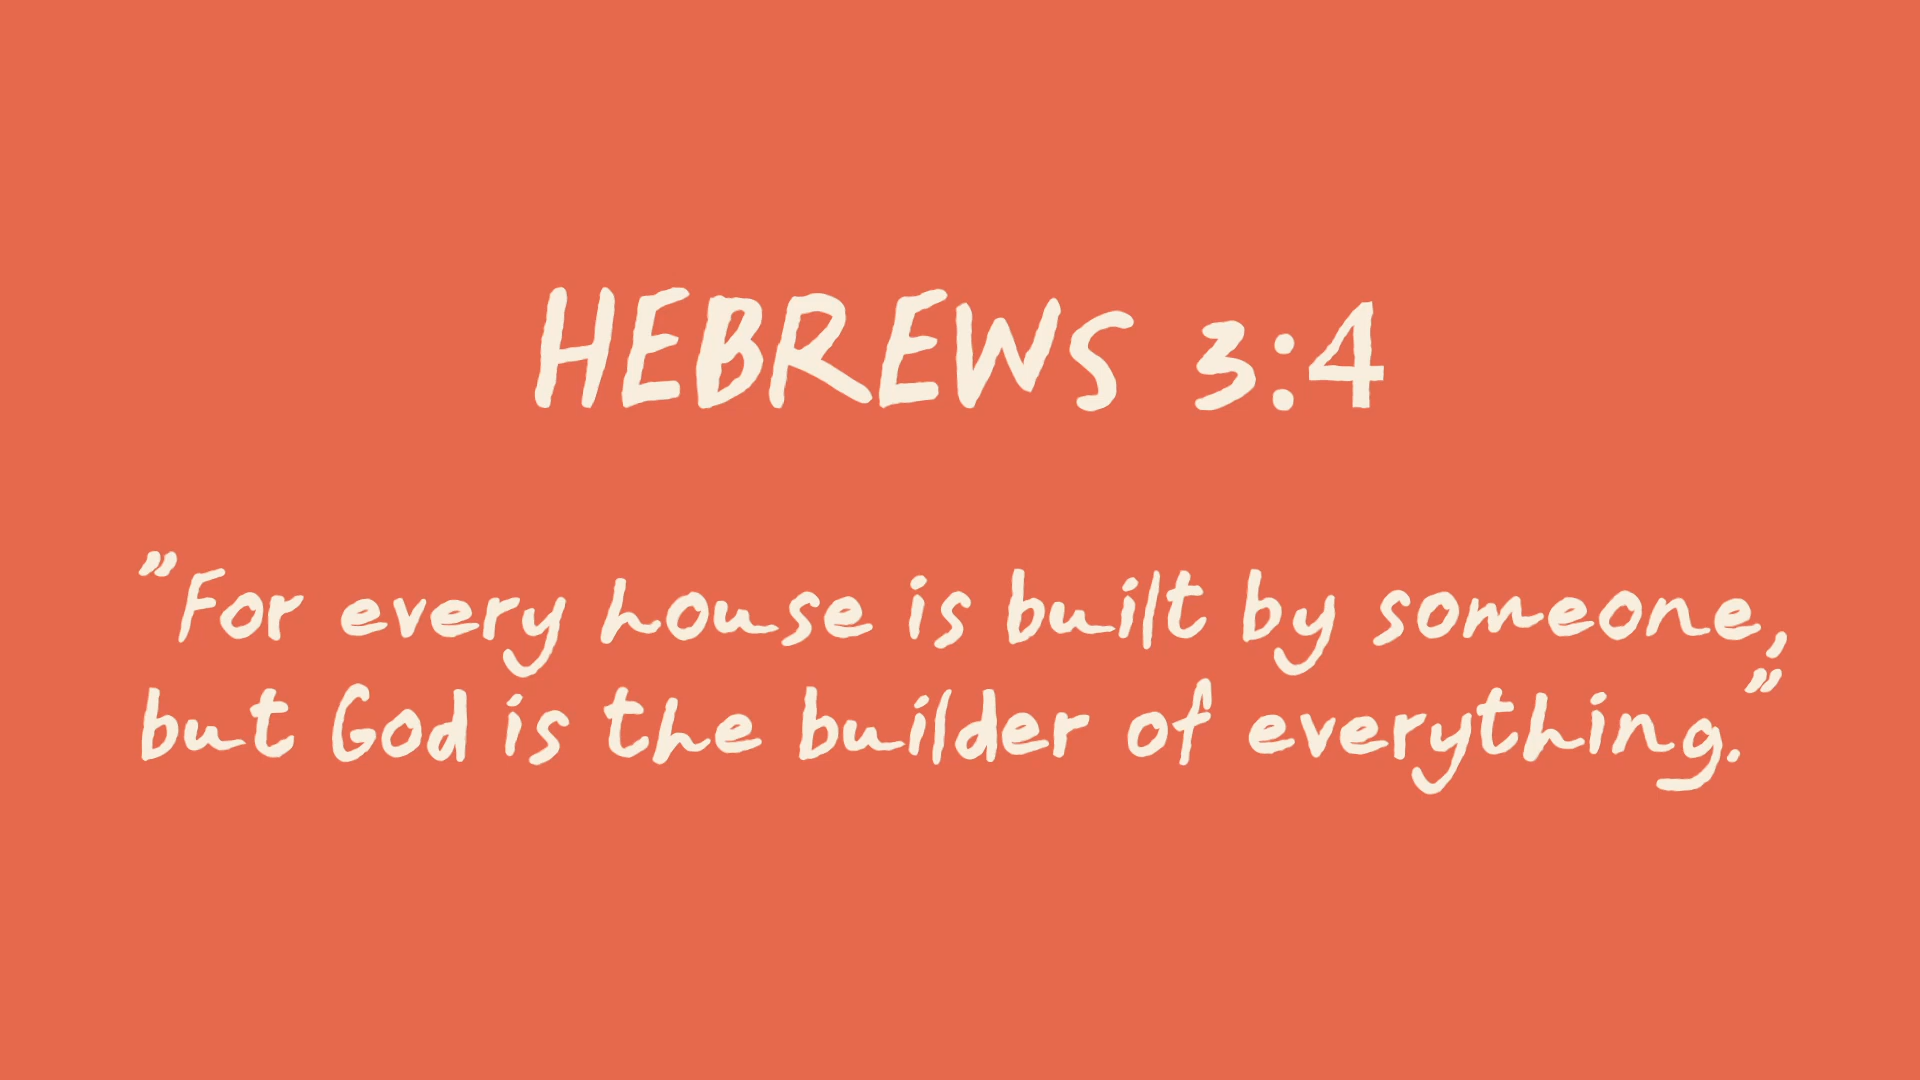 HEBREWS 3:4
"For every house is built by someone,
but God is the builder of everything."